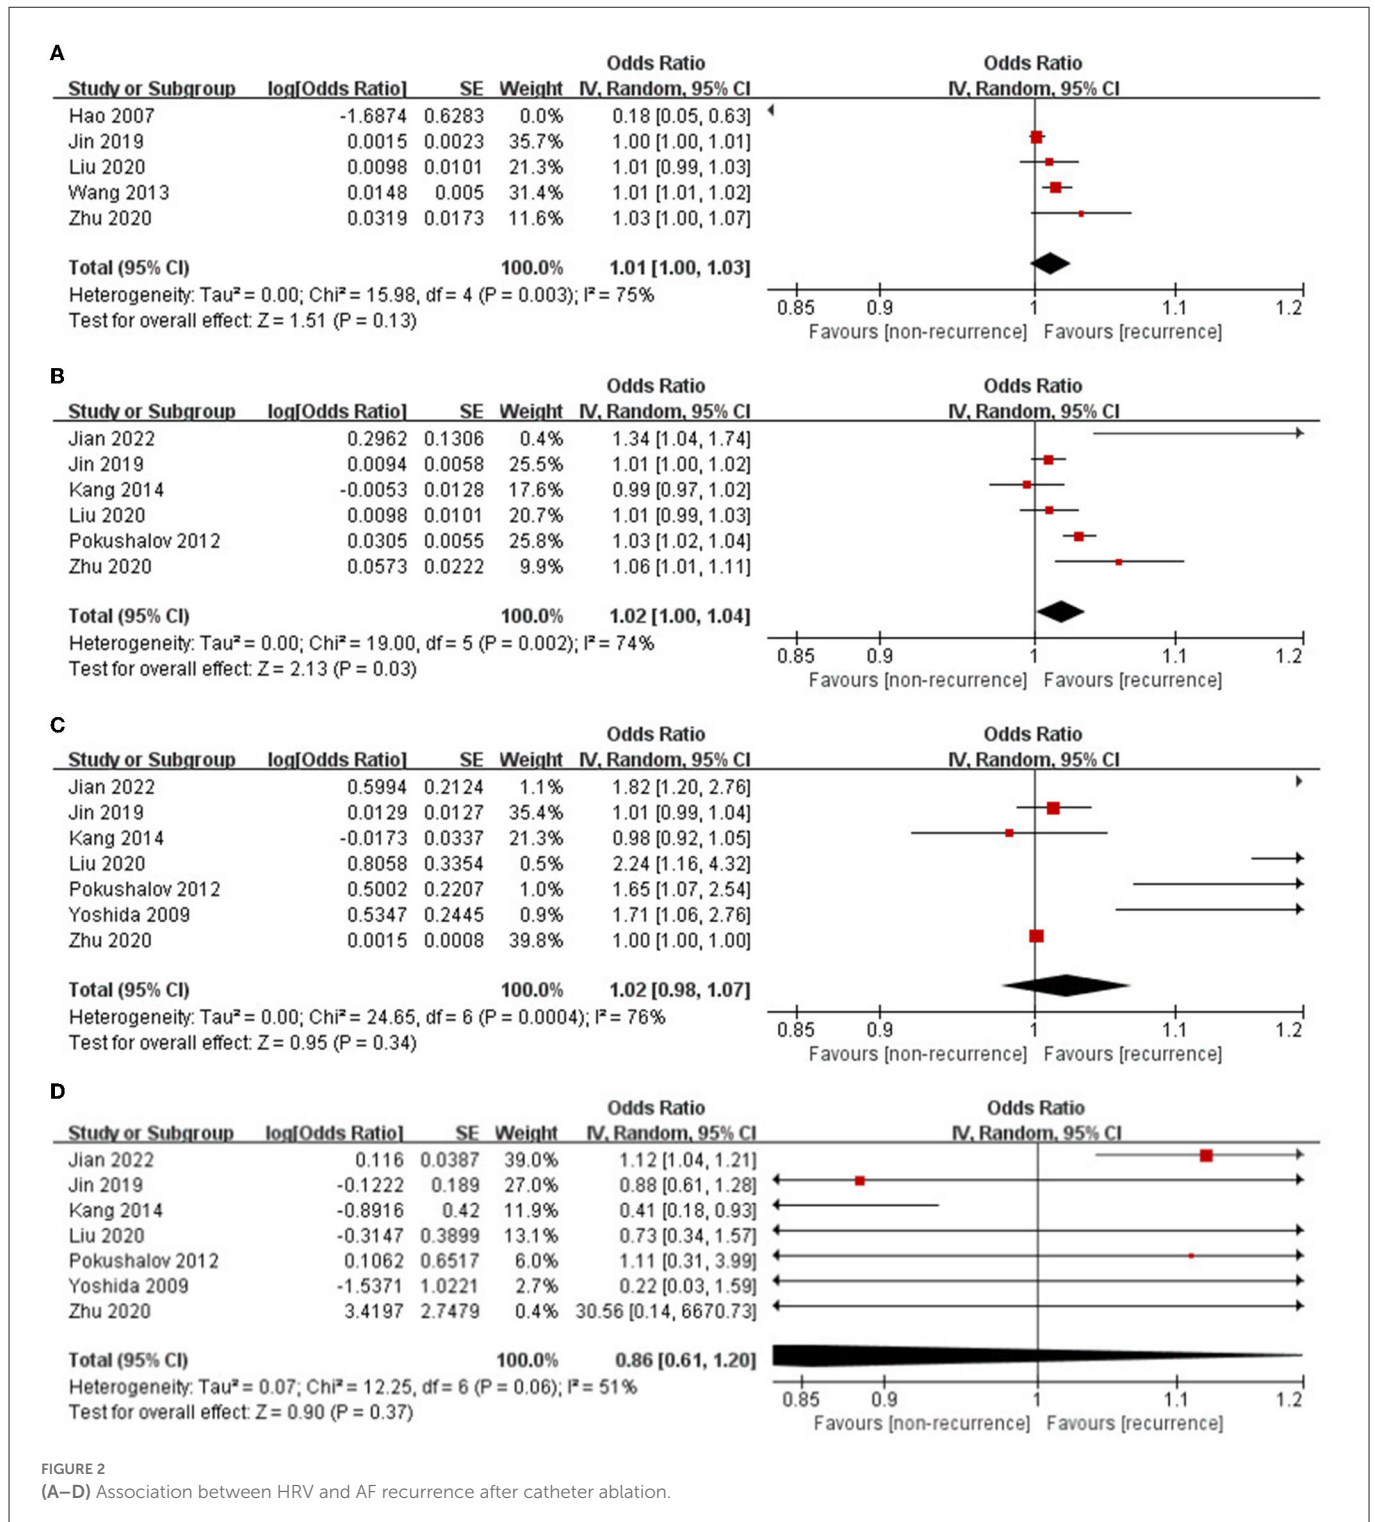 A
Odds Ratio Odds Ratio
Study or Subgroup log[Odds Ratio] SE Weight IV, Random, 95% CI IV, Random, 95% CI
Hao 2007 -1.6874 0.6283 0.0% 0.18 [0.05, 0.63]
Jin 2019 0.0015 0.0023 35.7% 1.00 [1.00, 1.01]
Liu 2020 0.0098 0.0101 21.3% 1.01 [0.99, 1.03]
Wang 2013 0.0148 0.005 31.4% 1.01 [1.01, 1.02]
Zhu 2020 0.0319 0.0173 11.6% 1.03 [1.00, 1.07]
Total (95% CI) 100.0% 1.01 [1.00, 1.03]
Heterogeneity: Tau² = 0.00; Chi² = 15.98, df = 4 (P = 0.003); I² = 75%
Test for overall effect: Z = 1.51 (P = 0.13)
0.85 0.9 1 1.1 1.2
Favours [non-recurrence] Favours [recurrence]
B
Odds Ratio Odds Ratio
Study or Subgroup log[Odds Ratio] SE Weight IV, Random, 95% CI IV, Random, 95% CI
Jian 2022 0.2962 0.1306 0.4% 1.34 [1.04, 1.74]
Jin 2019 0.0094 0.0058 25.5% 1.01 [1.00, 1.02]
Kang 2014 -0.0053 0.0128 17.6% 0.99 [0.97, 1.02]
Liu 2020 0.0098 0.0101 20.7% 1.01 [0.99, 1.03]
Pokushalov 2012 0.0305 0.0055 25.8% 1.03 [1.02, 1.04]
Zhu 2020 0.0573 0.0222 9.9% 1.06 [1.01, 1.11]
Total (95% CI) 100.0% 1.02 [1.00, 1.04]
Heterogeneity: Tau² = 0.00; Chi² = 19.00, df = 5 (P = 0.002); I² = 74%
Test for overall effect: Z = 2.13 (P = 0.03)
0.85 0.9 1 1.1 1.2
Favours [non-recurrence] Favours [recurrence]
C
Odds Ratio Odds Ratio
Study or Subgroup log[Odds Ratio] SE Weight IV, Random, 95% CI IV, Random, 95% CI
Jian 2022 0.5994 0.2124 1.1% 1.82 [1.20, 2.76]
Jin 2019 0.0129 0.0127 35.4% 1.01 [0.99, 1.04]
Kang 2014 -0.0173 0.0337 21.3% 0.98 [0.92, 1.05]
Liu 2020 0.8058 0.3354 0.5% 2.24 [1.16, 4.32]
Pokushalov 2012 0.5002 0.2207 1.0% 1.65 [1.07, 2.54]
Yoshida 2009 0.5347 0.2445 0.9% 1.71 [1.06, 2.76]
Zhu 2020 0.0015 0.0008 39.8% 1.00 [1.00, 1.00]
Total (95% CI) 100.0% 1.02 [0.98, 1.07]
Heterogeneity: Tau² = 0.00; Chi² = 24.65, df = 6 (P = 0.0004); I² = 76%
Test for overall effect: Z = 0.95 (P = 0.34)
0.85 0.9 1 1.1 1.2
Favours [non-recurrence] Favours [recurrence]
D
Odds Ratio Odds Ratio
Study or Subgroup log[Odds Ratio] SE Weight IV, Random, 95% CI IV, Random, 95% CI
Jian 2022 0.116 0.0387 39.0% 1.12 [1.04, 1.21]
Jin 2019 -0.1222 0.189 27.0% 0.88 [0.61, 1.28]
Kang 2014 -0.8916 0.42 11.9% 0.41 [0.18, 0.93]
Liu 2020 -0.3147 0.3899 13.1% 0.73 [0.34, 1.57]
Pokushalov 2012 0.1062 0.6517 6.0% 1.11 [0.31, 3.99]
Yoshida 2009 -1.5371 1.0221 2.7% 0.22 [0.03, 1.59]
Zhu 2020 3.4197 2.7479 0.4% 30.56 [0.14, 6670.73]
Total (95% CI) 100.0% 0.86 [0.61, 1.20]
Heterogeneity: Tau² = 0.07; Chi² = 12.25, df = 6 (P = 0.06); I² = 51%
Test for overall effect: Z = 0.90 (P = 0.37)
0.85 0.9 1 1.1 1.2
Favours [non-recurrence] Favours [recurrence]
FIGURE 2
(A–D) Association between HRV and AF recurrence after catheter ablation.